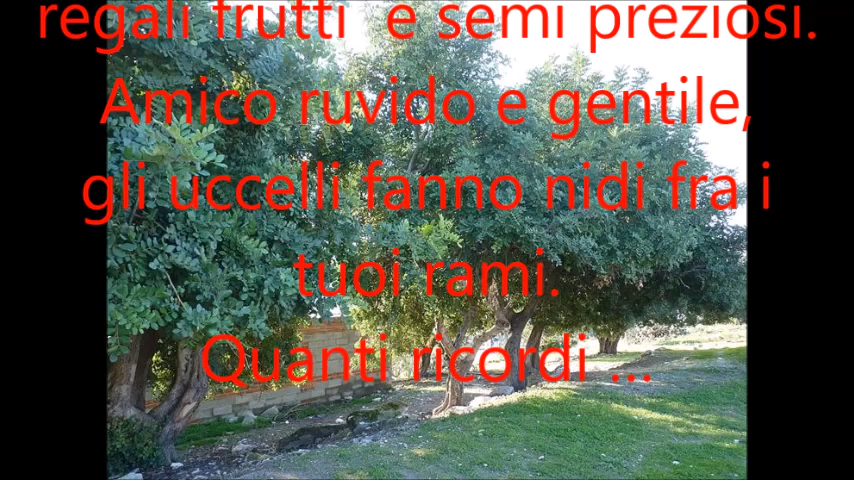 regali frutti e semi preziosi.
Amico ruvido e gentile,
gli uccelli fanno nidi fra i
tuoi rami.
Quanti ricordi ...